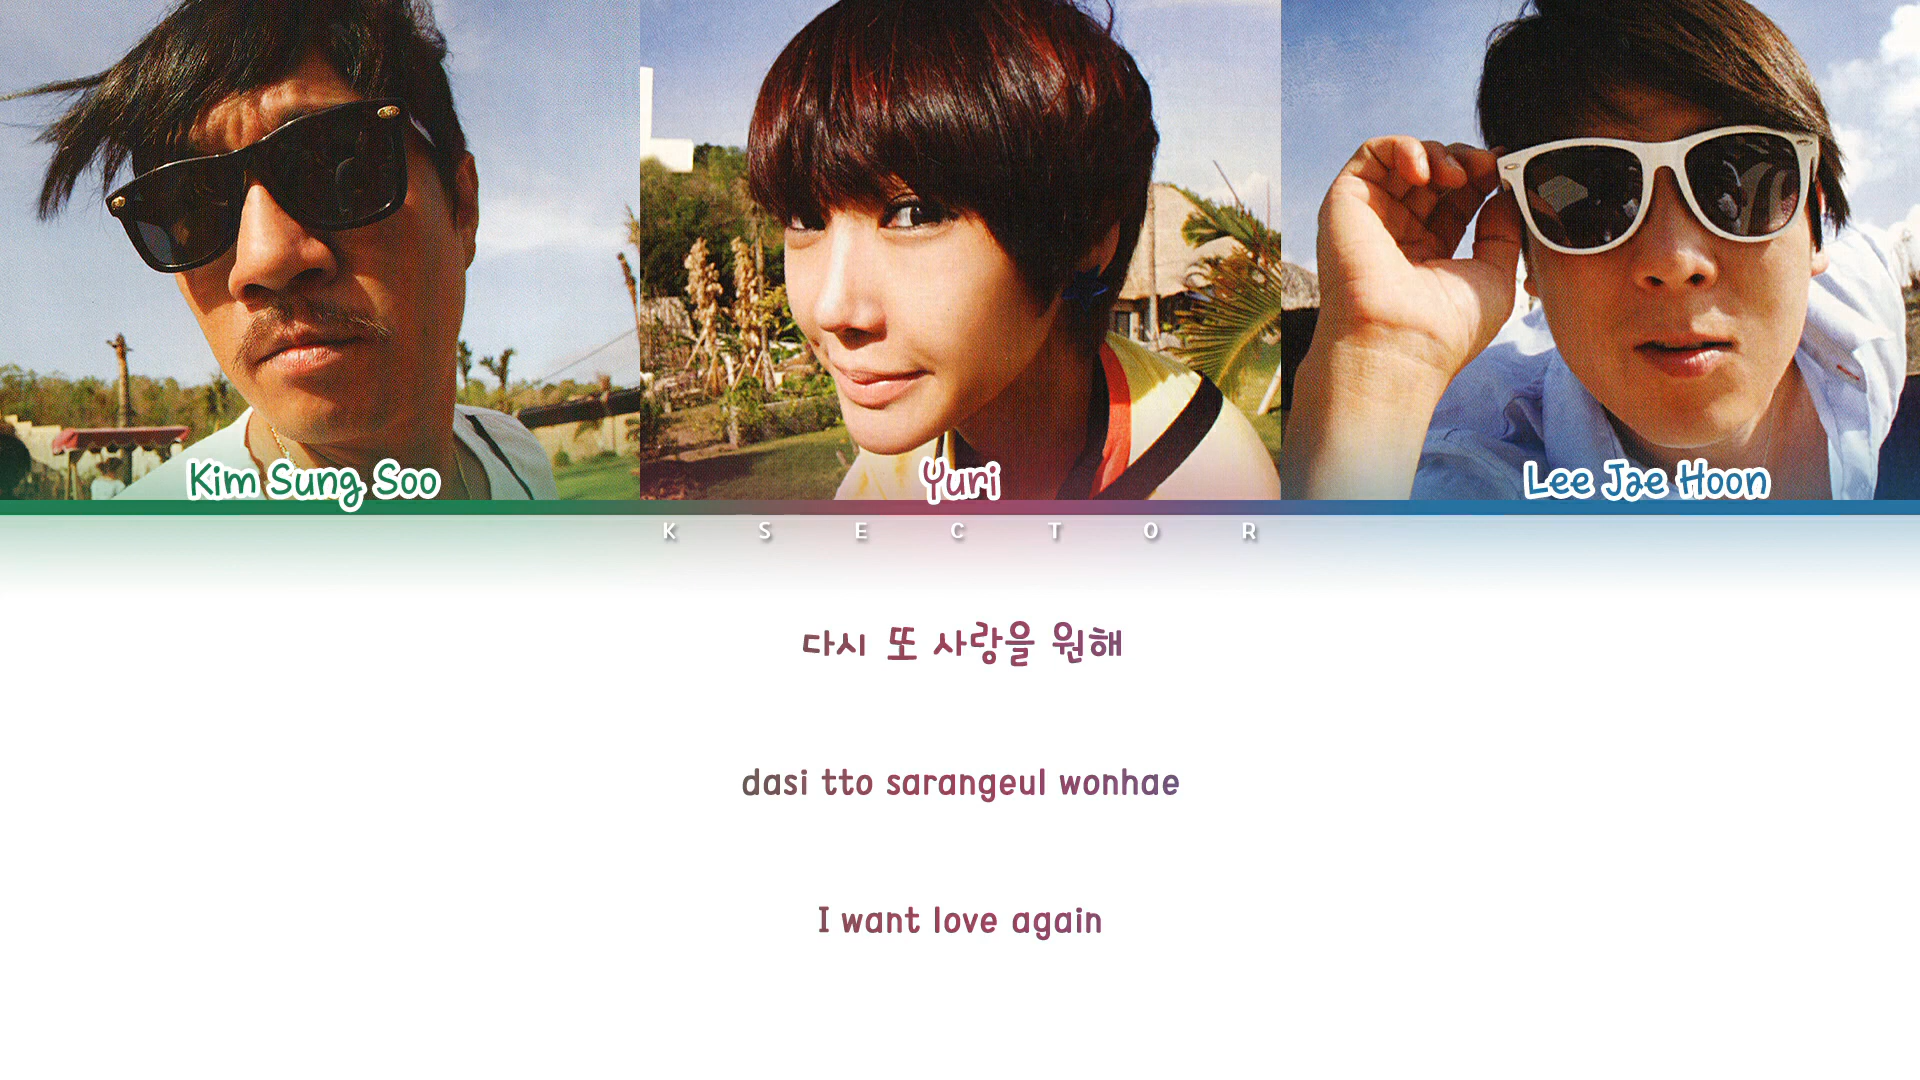 Kim Sung Soo
Yuri
Lee Jae Hoon
K S E C T O R
다시 또 사랑을 원해
dasi tto sarangeul wonhae
I want love again